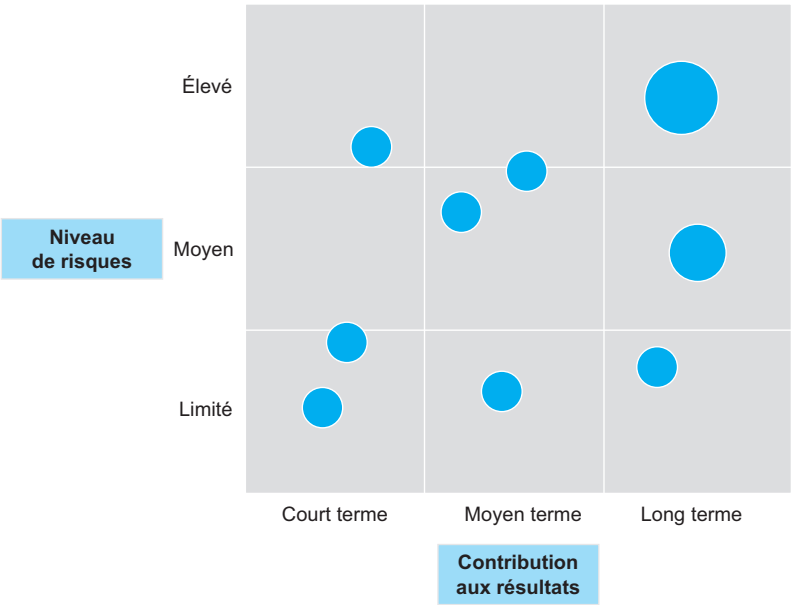 Élevé
Niveau
de risques
Moyen
Limité
Court terme
Moyen terme
Long terme
Contribution
aux résultats